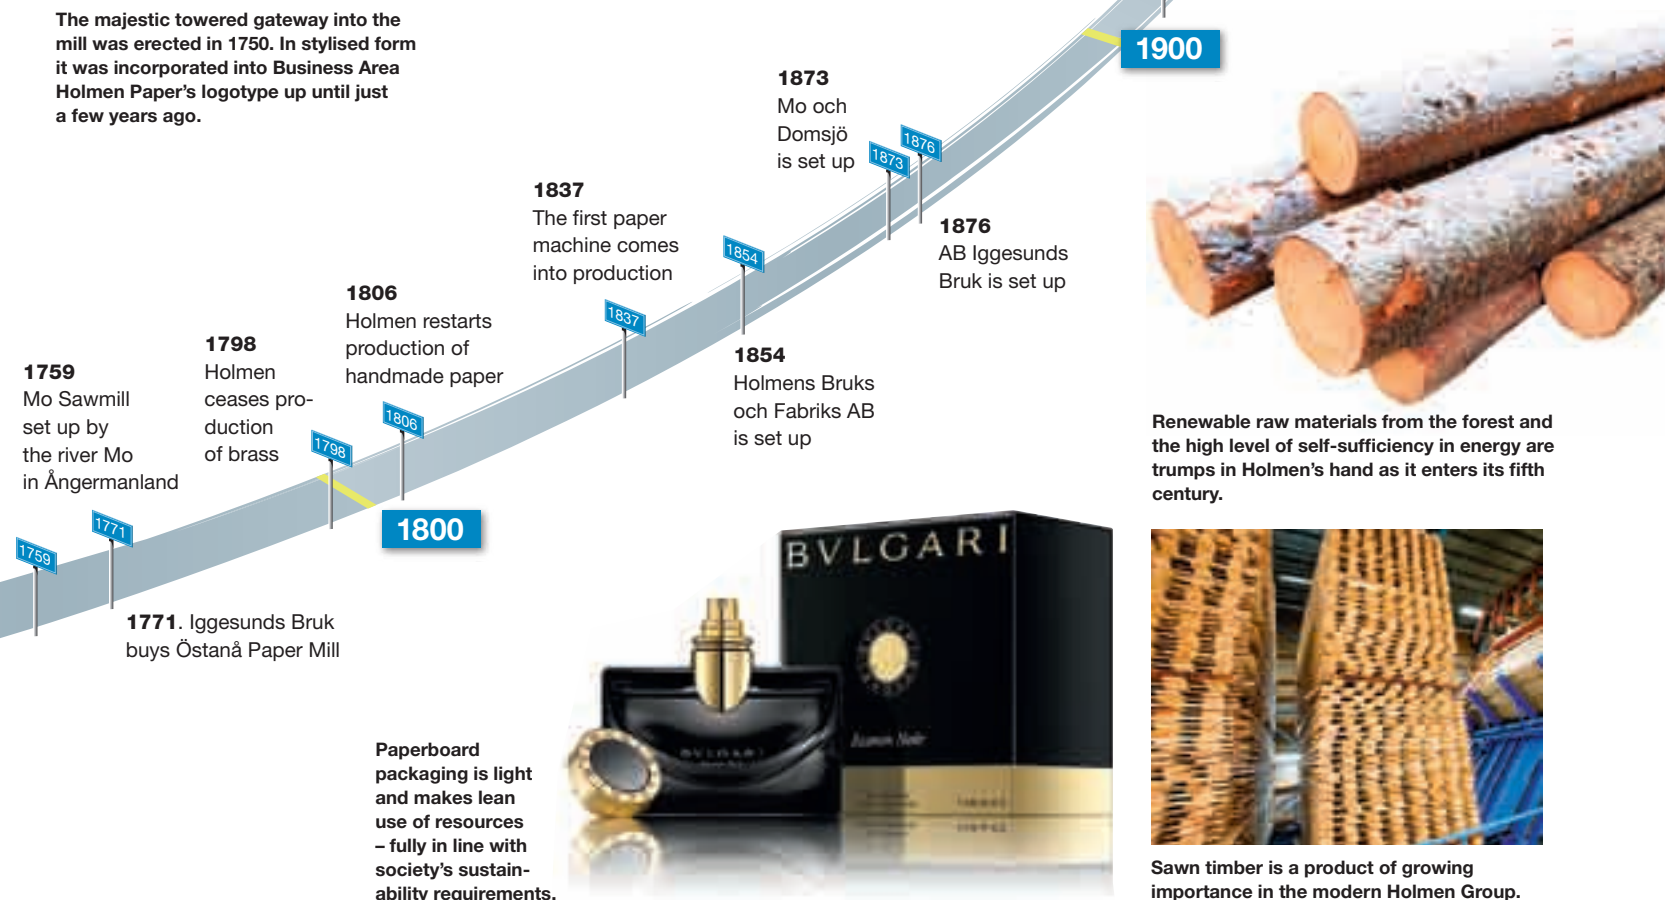 The majestic towered gateway into the
mill was erected in 1750. In stylised form
it was incorporated into Business Area
Holmen Paper's logotype up until just
a few years ago.
1759
Mo Sawmill
set up by
the river Mo
in Ångermanland
1759
1771
1771. Iggesunds Bruk
buys Östanå Paper Mill
1798
Holmen
ceases pro-
duction
of brass
1798
1800
1806
Holmen restarts
production of
handmade paper
1806
1837
The first paper
machine comes
into production
1837
1854
1854
Holmens Bruks
och Fabriks AB
is set up
1873
Mo och
Domsjö
is set up
1873
1876
1876
AB Iggesunds
Bruk is set up
1900
Renewable raw materials from the forest and
the high level of self-sufficiency in energy are
trumps in Holmen's hand as it enters its fifth
century.
Paperboard
packaging is light
and makes lean
use of resources
– fully in line with
society's sustain-
ability requirements.
BVLGARI
BVLGARI
Sawn timber is a product of growing
importance in the modern Holmen Group.